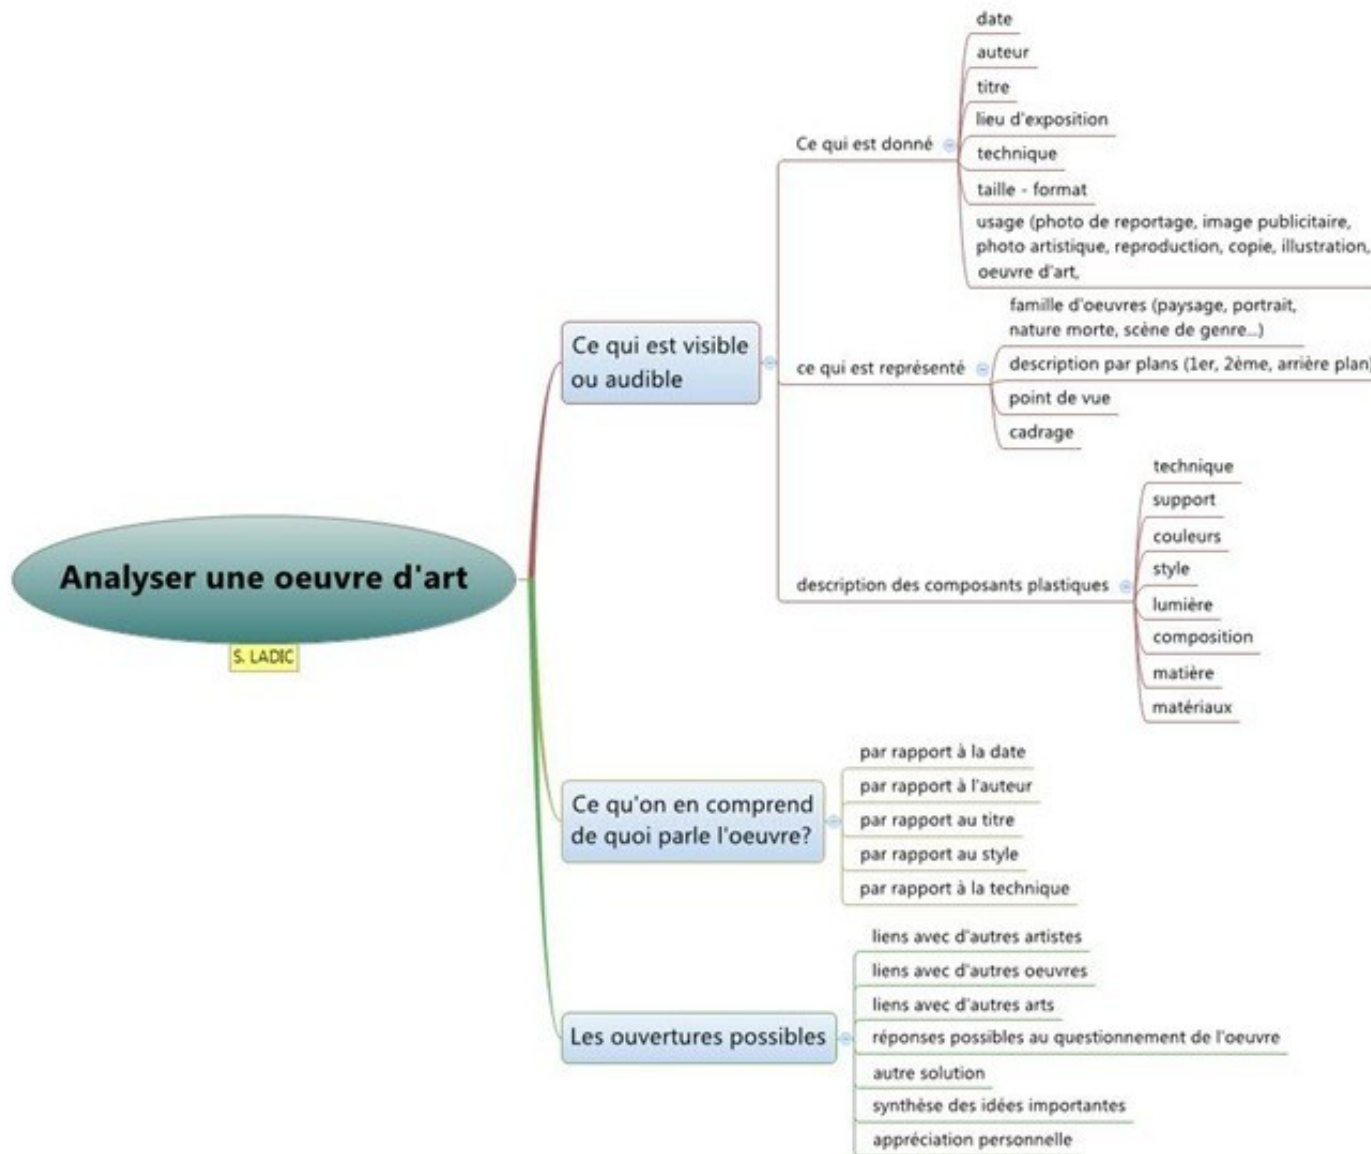 date
auteur
titre
lieu d'exposition
Ce qui est donné
technique
taille - format
usage (photo de reportage, image publicitaire,
photo artistique, reproduction, copie, illustration,
oeuvre d'art,
famille d'oeuvres (paysage, portrait,
nature morte, scène de genre...)
Ce qui est visible
ou audible
ce qui est représenté
description par plans (1er, 2ème, arrière plan)
point de vue
cadrage
technique
support
couleurs
style
description des composants plastiques
lumière
composition
matière
matériaux
Analyser une oeuvre d'art
S. LADIC
par rapport à la date
par rapport à l'auteur
Ce qu'on en comprend
de quoi parle l'oeuvre?
par rapport au titre
par rapport au style
par rapport à la technique
liens avec d'autres artistes
liens avec d'autres oeuvres
liens avec d'autres arts
Les ouvertures possibles
réponses possibles au questionnement de l'oeuvre
autre solution
synthèse des idées importantes
appréciation personnelle